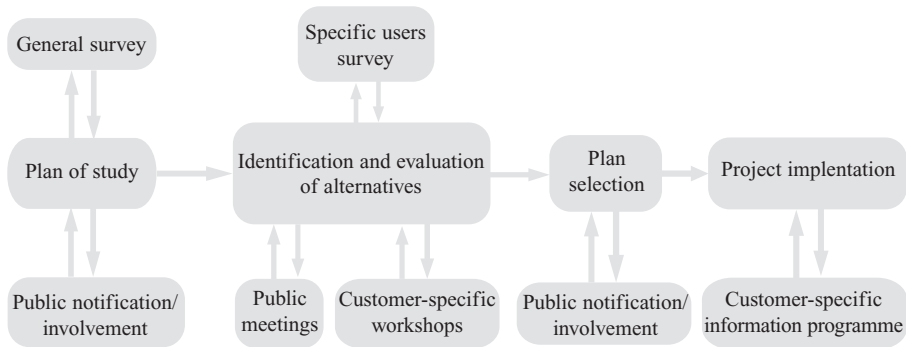 General survey
Specific users
survey
Plan of study
Identification and evaluation
of alternatives
Plan
selection
Project implentation
Public notification/
involvement
Public
meetings
Customer-specific
workshops
Public notification/
involvement
Customer-specific
information programme